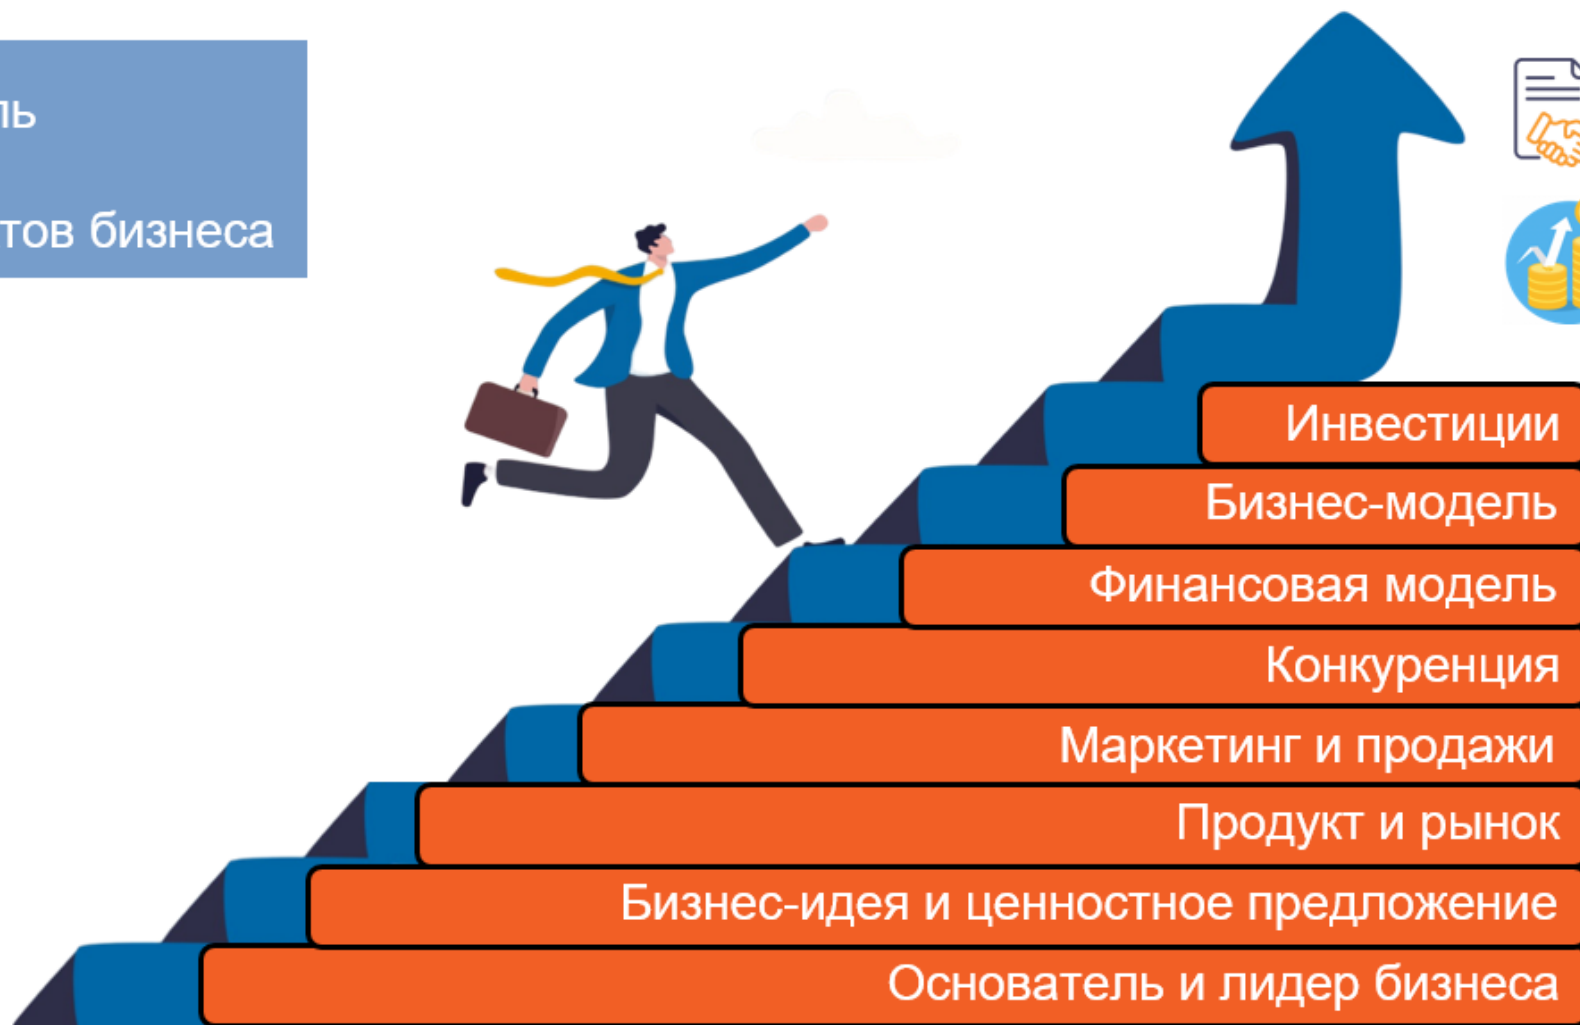 тов бизнеса
Инвестиции
Бизнес-модель
Финансовая модель
Конкуренция
Маркетинг и продажи
Продукт и рынок
Бизнес-идея и ценностное предложение
Основатель и лидер бизнеса